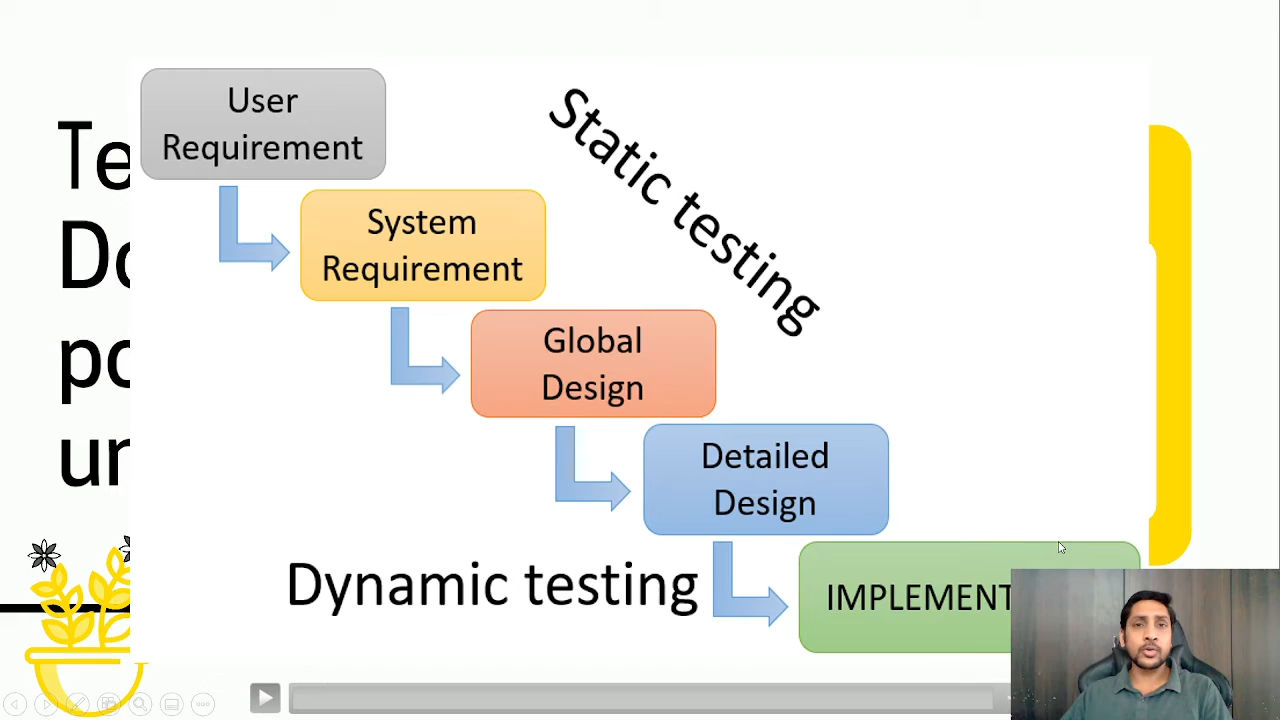 User
Requirement
Static testing
System
Requirement
Global
Design
Detailed
Design
Dynamic testing
IMPLEMENT